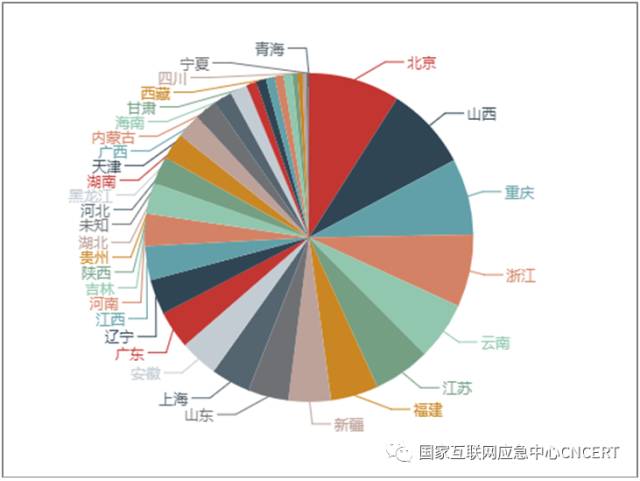 青海
宁夏
北京
四川
西藏
甘肃
山西
海南
内蒙古
广西
天津
湖南
重庆
黑龙江
河北
未知
湖北
贵州
浙江
陕西
吉林
河南
江西
辽宁
云南
广东
安徽
江苏
上海
福建
山东
新疆
国家互联网应急中心CNCERT